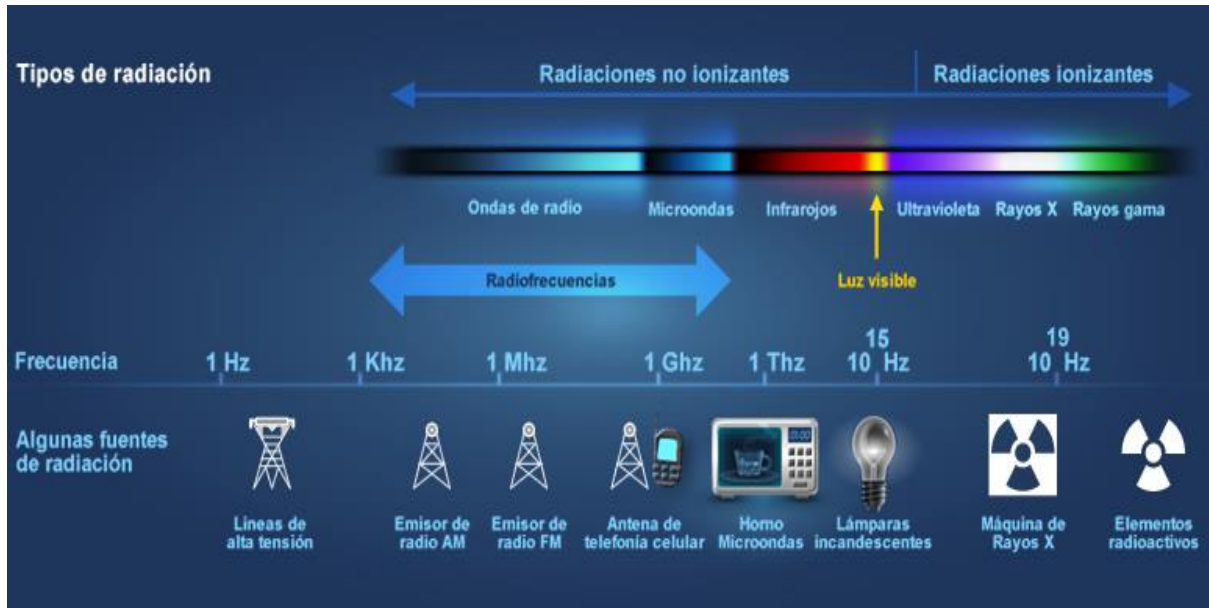 Tipos de radiación
Radiaciones no ionizantes
Radiaciones ionizantes
Ondas de radio
Microondas
Infrarojos
Ultravioleta
Rayos X
Rayos gama
Radiofrecuencias
Luz visible
Frecuencia
1 Hz
1 Khz
1 Mhz
1 Ghz
1 Thz
15
10 Hz
19
10 Hz
Algunas fuentes
de radiación
Lineas de
alta tensión
Emisor de
radio AM
Emisor de
radio FM
Antena de
telefonía celular
Horno
Microondas
Lámparas
incandescentes
Máquina de
Rayos X
Elementos
radioactivos